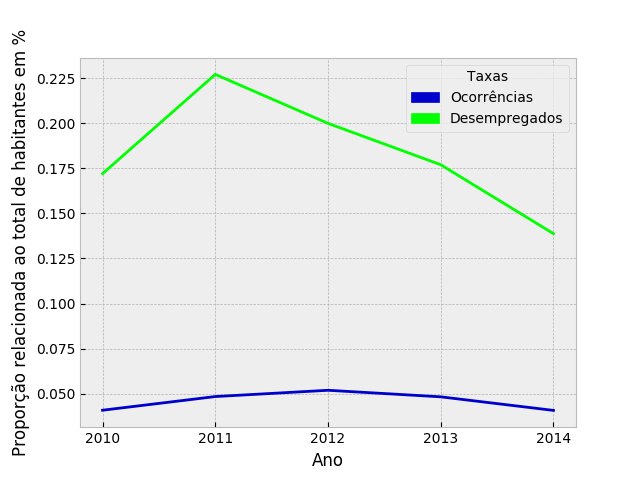 Proporção relacionada ao total de habitantes em %
0.225
0.200
0.175
0.150
0.125
0.100
0.075
0.050
Taxas
Ocorrências
Desempregados
2010 2011 2012 2013 2014
Ano